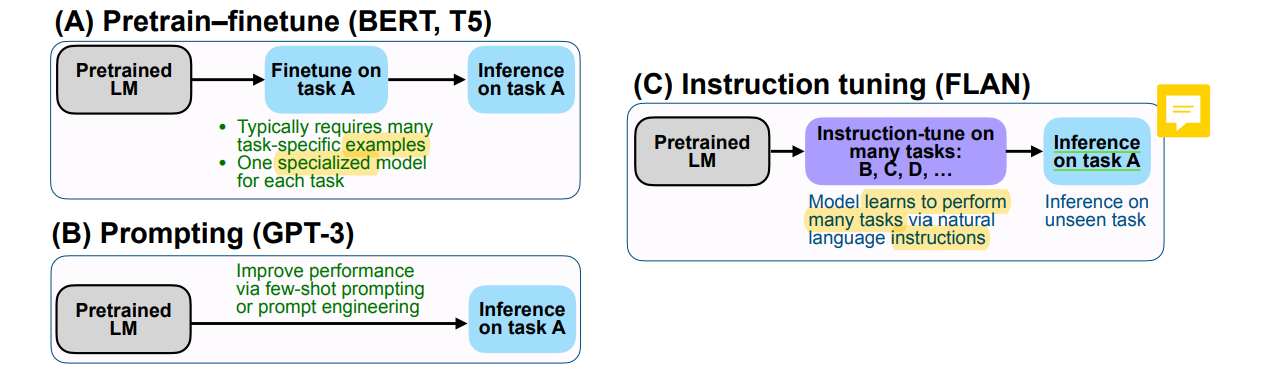 (A) Pretrain–finetune (BERT, T5)
Pretrained
LM
Finetune on
task A
Inference
on task A
• Typically requires many
task-specific examples
• One specialized model
for each task
(B) Prompting (GPT-3)
Pretrained
LM
Improve performance
via few-shot prompting
or prompt engineering
Inference
on task A
(C) Instruction tuning (FLAN)
Pretrained
LM
Instruction-tune on
many tasks:
B, C, D, …
Inference
on task A
Model learns to perform
many tasks via natural
language instructions
Inference on
unseen task